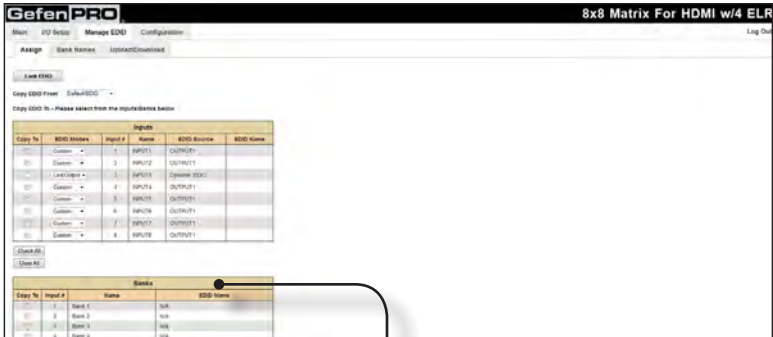 Gefen PRO 8x8 Matrix For HDMI w/4 ELR
Main I/O Setup Manage EDID Configuration Log Out
Assign Bank Names Upload/Download
Lock EDID
Copy EDID From: Default EDID
Copy EDID To - Please select from the Inputs/Banks below
Inputs
Copy To EDID Modes Input # Name EDID Source EDID Name
Custom 1 INPUT1 OUTPUT1
Custom 2 INPUT2 OUTPUT1
3 INPUT3
Custom 4 INPUT4 OUTPUT1
Custom 5 INPUT5 OUTPUT1
Custom 6 INPUT6 OUTPUT1
Custom 7 INPUT7 OUTPUT1
Custom 8 INPUT8 OUTPUT1
Check All
Clear All
Banks
Copy To Input # Name EDID Name
1 Bank 1 N/A
2 Bank 2 N/A
3 Bank 3 N/A
4 Bank 4 N/A